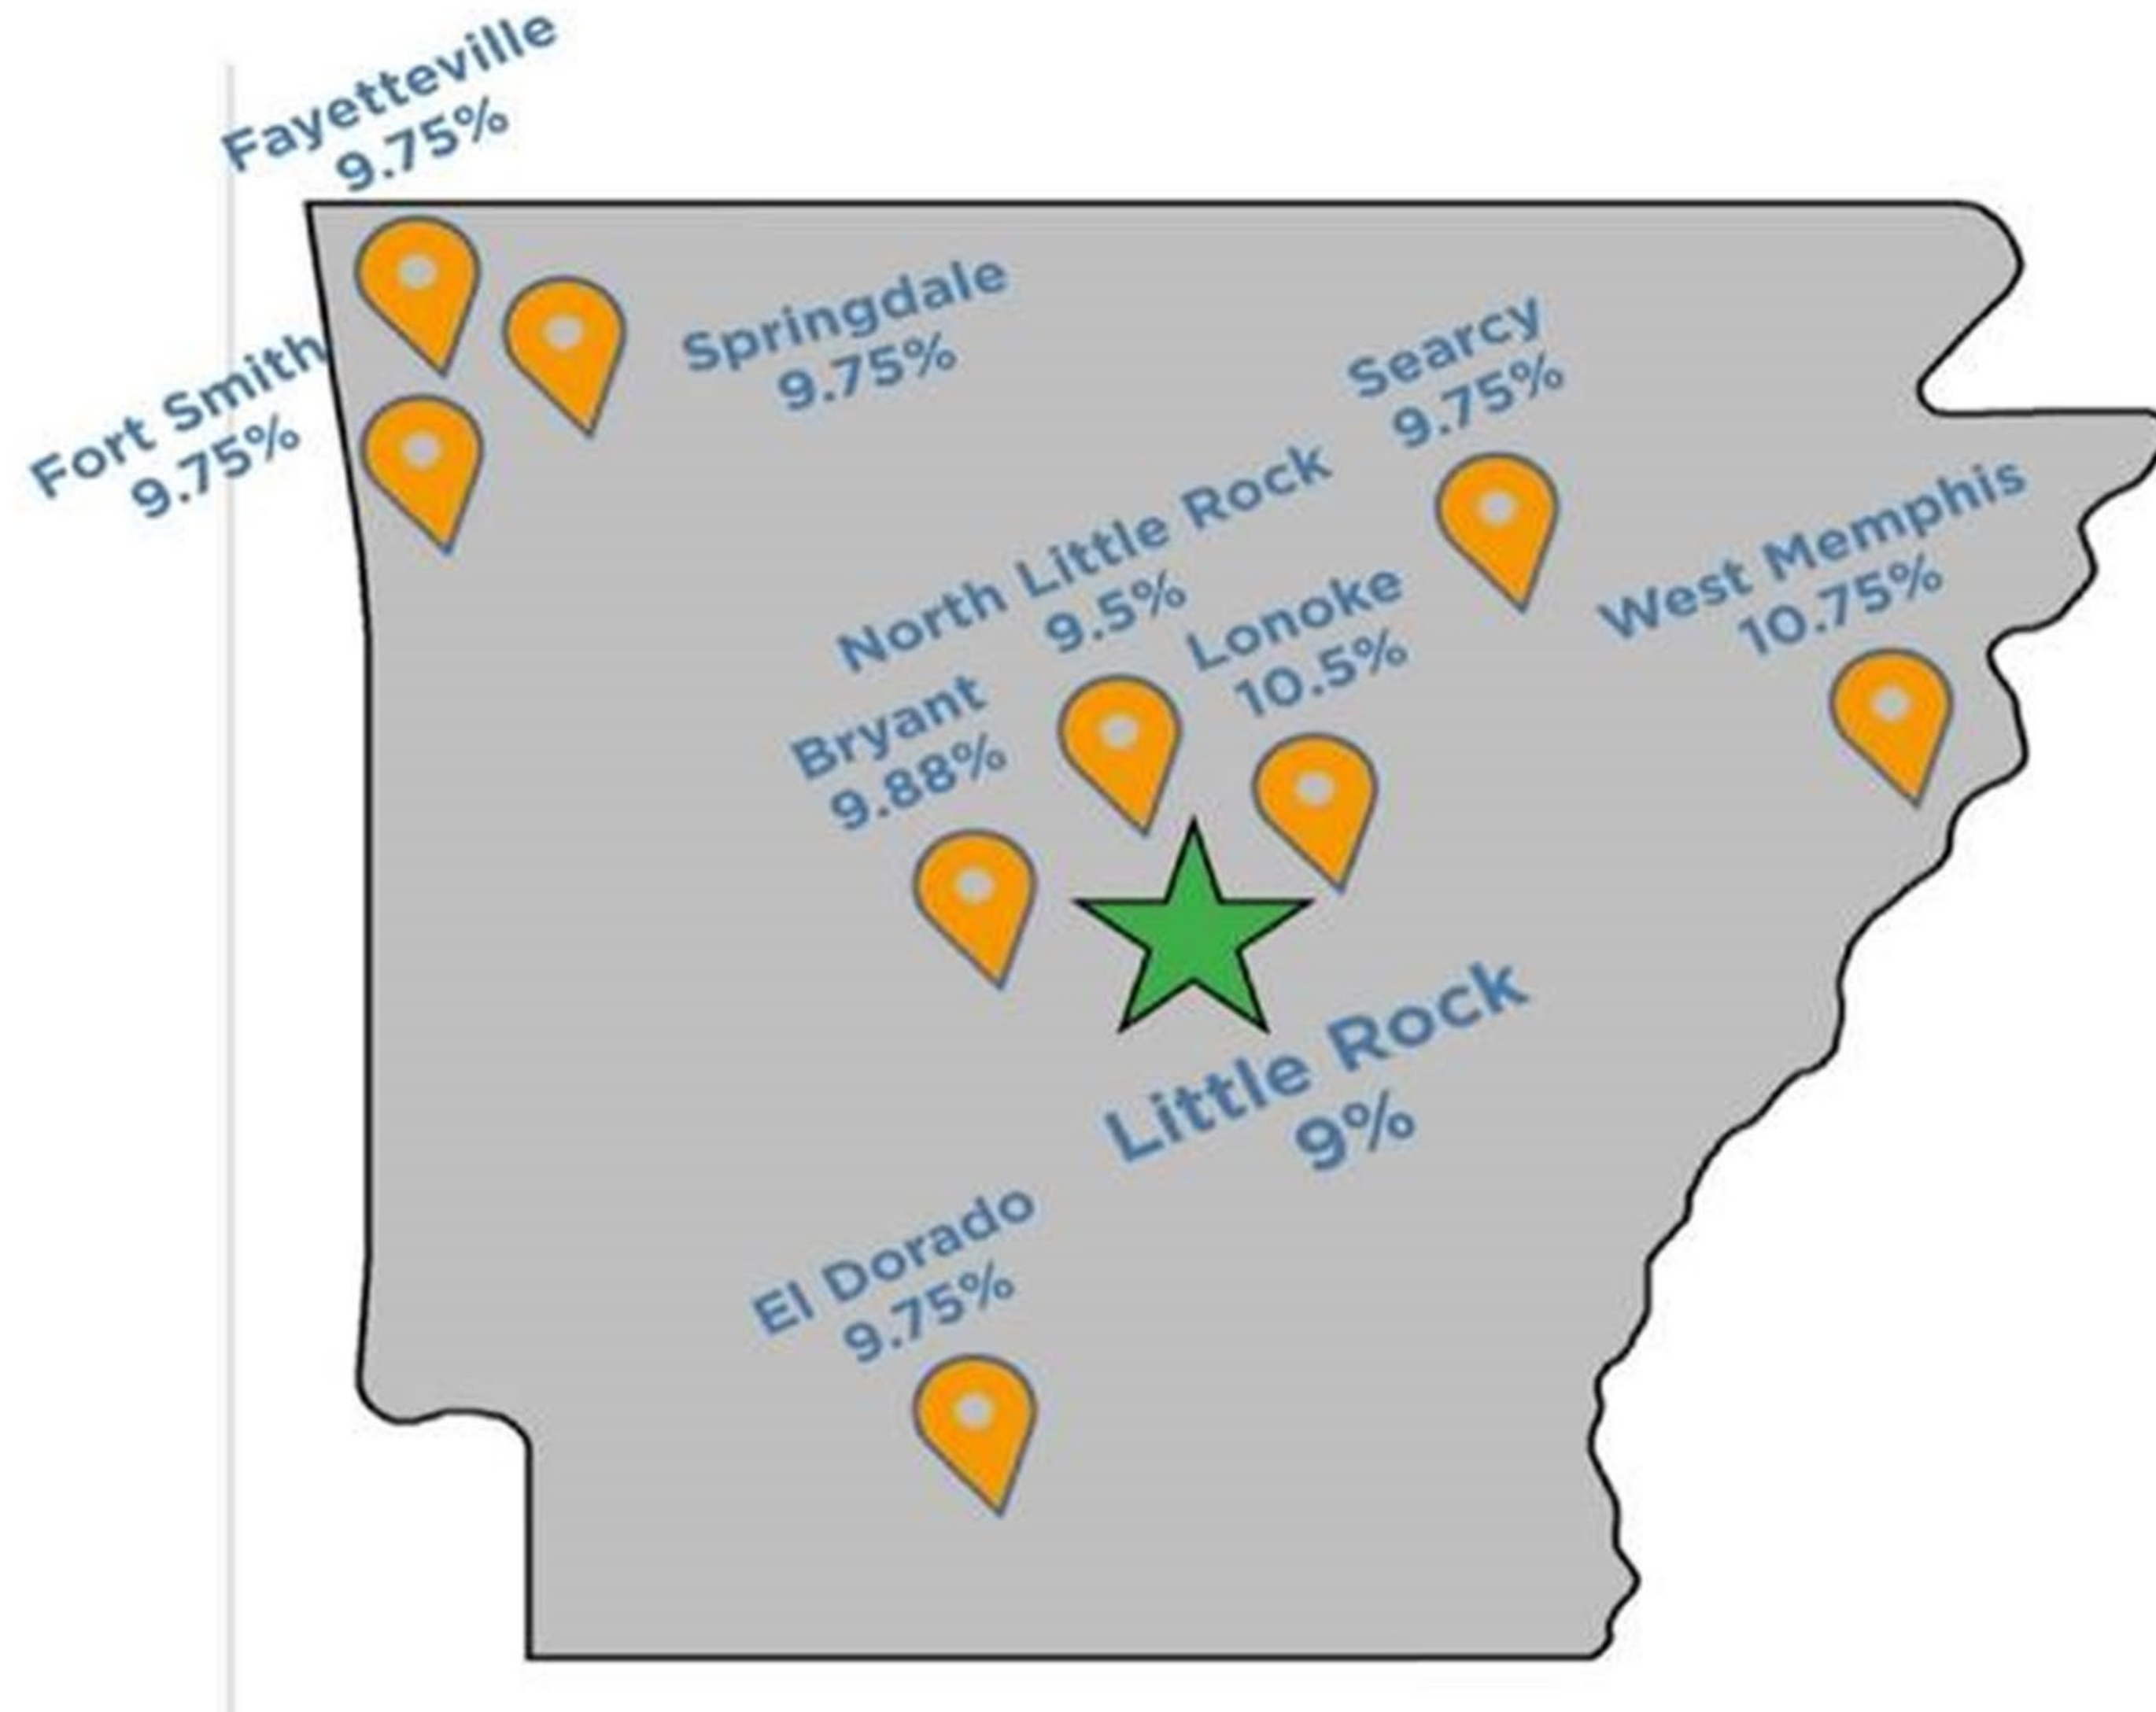 Fayetteville
9.75%
Springdale
9.75%
Fort Smith
9.75%
Searcy
9.75%
North Little Rock
9.5%
West Memphis
10.75%
Lonoke
10.5%
Bryant
9.88%
Little Rock
9%
El Dorado
9.75%